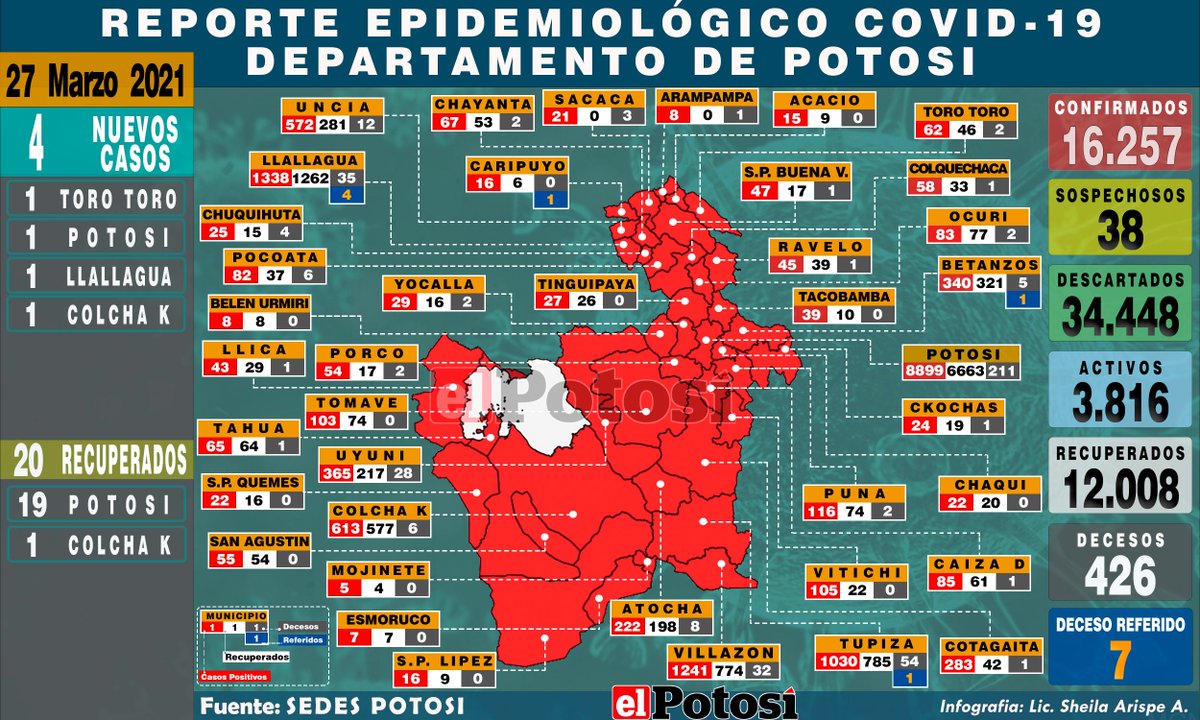 REPORTE EPIDEMIOLÓGICO COVID-19
DEPARTAMENTO DE POTOSI
27 Marzo 2021
4 NUEVOS CASOS
1 TORO TORO
1 POTOSI
1 LLALLAGUA
1 COLCHA K
20 RECUPERADOS
19 POTOSI
1 COLCHA K
UNCIA
572 281 12
CHAYANTA
67 53 2
SACACA
21 0 3
ARAMPAMPA
8 0 1
ACACIO
15 9 0
TORO TORO
62 46 2
LLALLAGUA
1338 1262 35
4
CARIPUYO
16 6 0
1
S.P. BUENA V.
47 17 1
COLQUECHACA
58 33 1
CHUQUIHUTA
25 15 4
OCURI
83 77 2
POCOATA
82 37 6
RAVELO
45 39 1
YOCALLA
29 16 2
TINGUIPAYA
27 26 0
BETANZOS
340 321 5
1
BELEN URMIRI
8 8 0
TACOBAMBA
39 10 0
LLICA
43 29 1
PORCO
54 17 2
POTOSI
8899 6663 211
el Potosí
TOMAVE
103 74 0
CKOCHAS
24 19 1
TAHUA
65 64 1
UYUNI
365 217 28
S.P. QUEMES
22 16 0
PUNA
116 74 2
CHAQUI
22 20 0
COLCHA K
613 577 6
SAN AGUSTIN
55 54 0
MOJINETE
5 4 0
VITICHI
105 22 0
CAIZA D
85 61 1
ESMORUCO
7 7 0
ATOCHA
222 198 8
S.P. LIPEZ
16 9 0
VILLAZON
1241 774 32
TUPIZA
1030 785 54
1
COTAGAITA
283 42 1
MUNICIPIO
1 1 1
1
Decesos
Referidos
Recuperados
Casos Positivos
CONFIRMADOS
16.257
SOSPECHOSOS
38
DESCARTADOS
34.448
ACTIVOS
3.816
RECUPERADOS
12.008
DECESOS
426
DECESO REFERIDO
7
Fuente: SEDES POTOSI
el Potosí
Infografia: Lic. Sheila Arispe A.